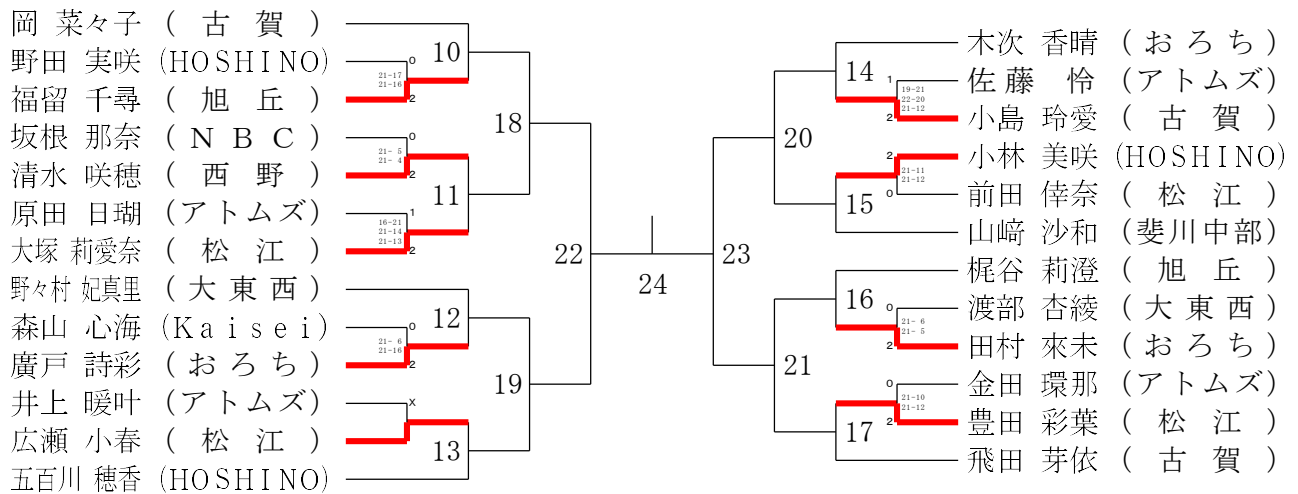 岡 菜々子 ( 古 賀 )
野田 実咲 (HOSHINO)
福留 千尋 ( 旭 丘 )
坂根 那奈 ( N B C )
清水 咲穂 ( 西 野 )
原田 日瑚 (アトムズ)
大塚 莉愛奈 ( 松 江 )
野々村 妃真里 ( 大 東 西 )
森山 心海 (Kaisei)
廣戸 詩彩 ( おろち )
井上 暖叶 (アトムズ)
広瀬 小春 ( 松 江 )
五百川 穂香 (HOSHINO)
0
21-17
21-16
2
10
0
21- 5
21- 4
2
11
1
16-21
21-14
21-13
2
18
12
0
21- 6
21-16
2
19
x
13
22
24
23
20
14
1
19-21
22-20
21-12
2
2
21-11
21-12
0
15
21
16
0
21- 6
21- 5
2
0
21-10
21-12
2
17
木次 香晴 ( おろち )
佐藤 怜 (アトムズ)
小島 玲愛 ( 古 賀 )
小林 美咲 (HOSHINO)
前田 倖奈 ( 松 江 )
山﨑 沙和 (斐川中部)
梶谷 莉澄 ( 旭 丘 )
渡部 杏綾 ( 大 東 西 )
田村 來未 ( おろち )
金田 環那 (アトムズ)
豊田 彩葉 ( 松 江 )
飛田 芽依 ( 古 賀 )